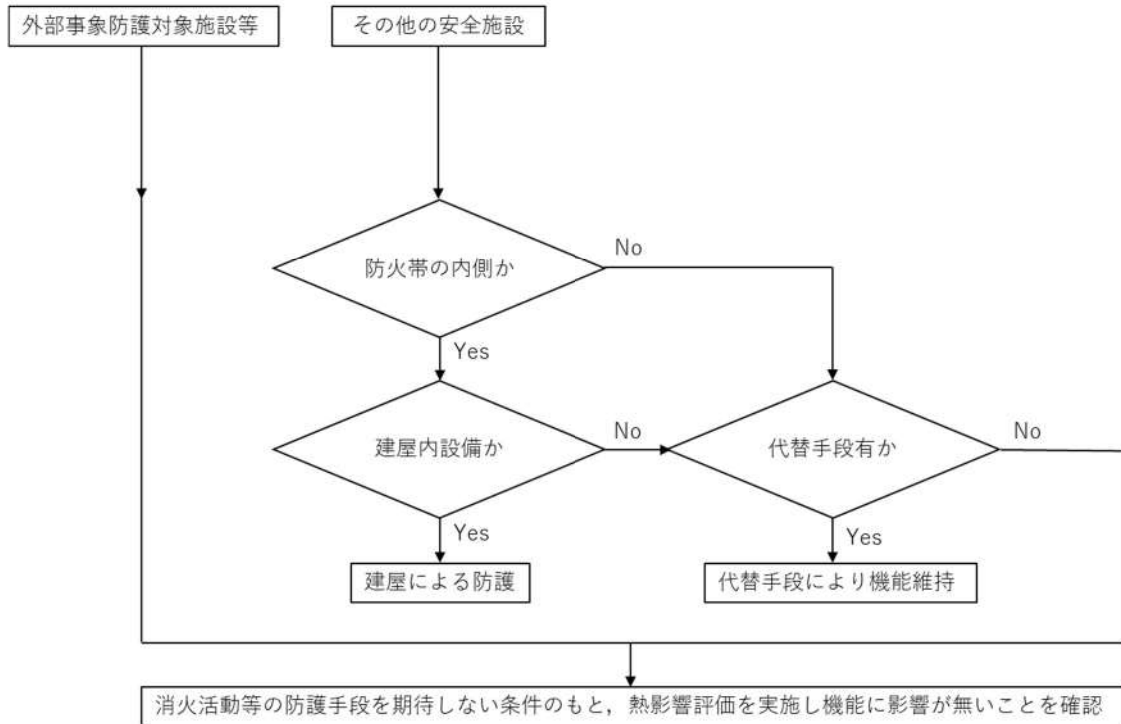 外部事象防護対象施設等
その他の安全施設
防火帯の内側か
No
Yes
建屋内設備か
No
代替手段有か
No
Yes
Yes
建屋による防護
代替手段により機能維持
消火活動等の防護手段を期待しない条件のもと，熱影響評価を実施し機能に影響が無いことを確認